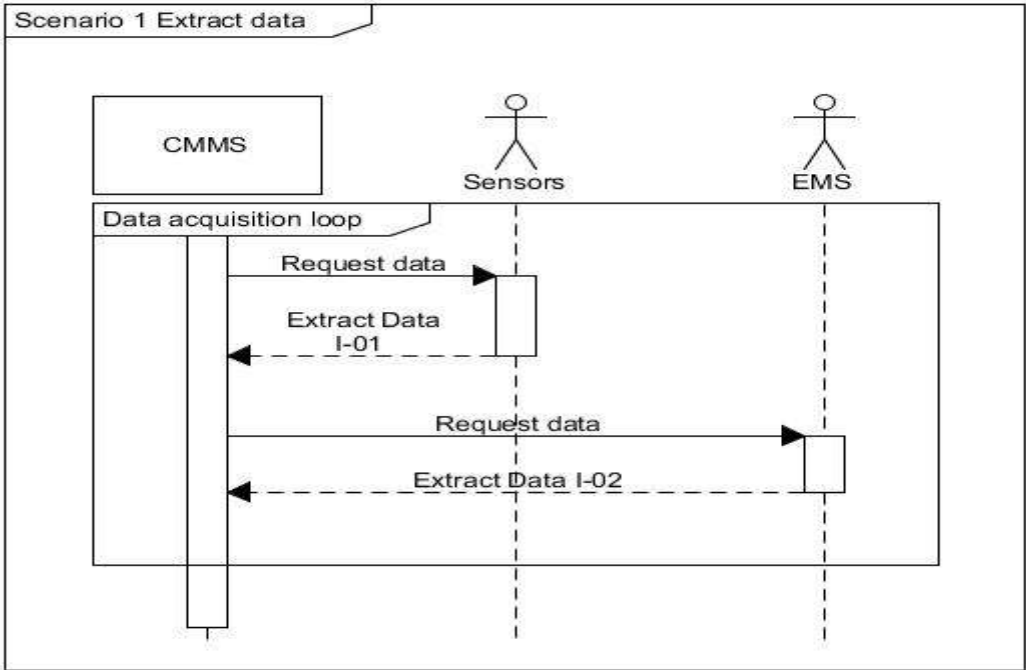 Scenario 1 Extract data
CMMS
Sensors
EMS
Data acquisition loop
Request data
Extract Data
I-01
Request data
Extract Data I-02